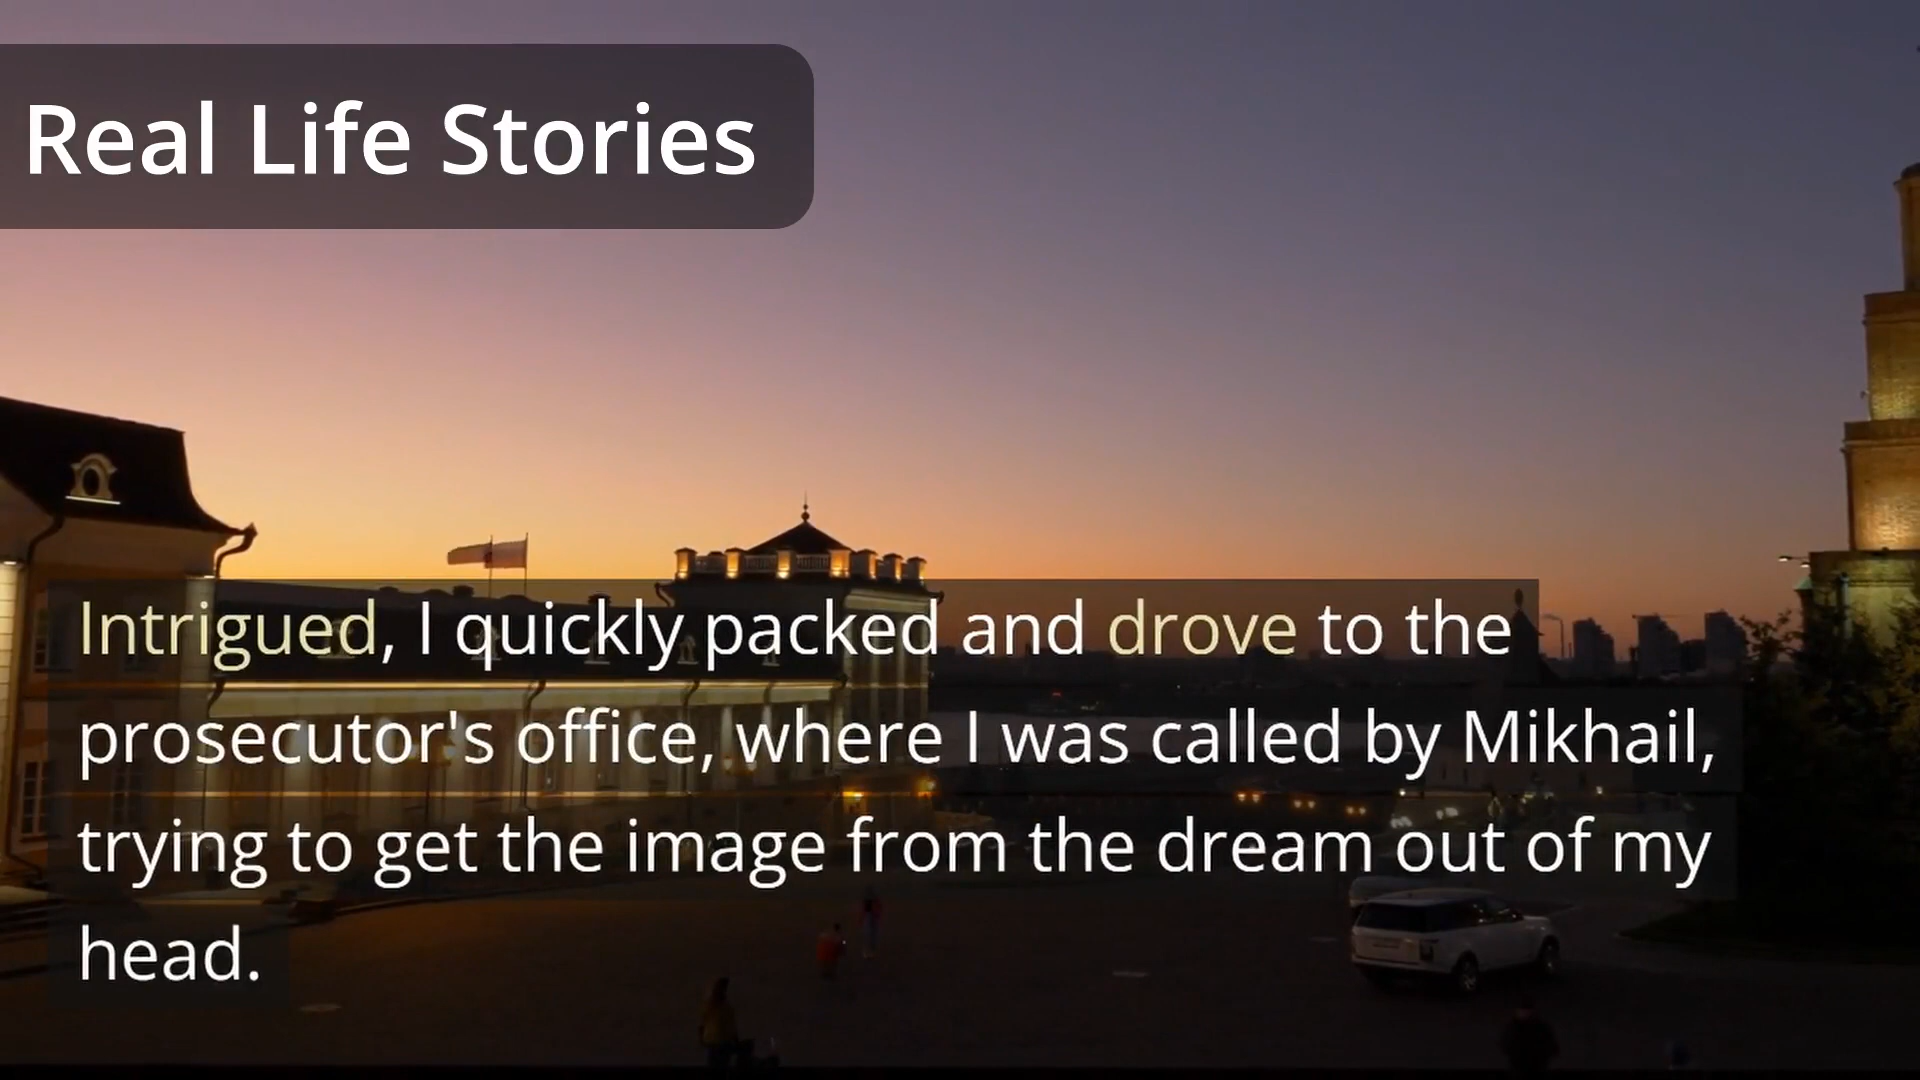 Real Life Stories
Intrigued, I quickly packed and drove to the
prosecutor's office, where I was called by Mikhail,
trying to get the image from the dream out of my
head.